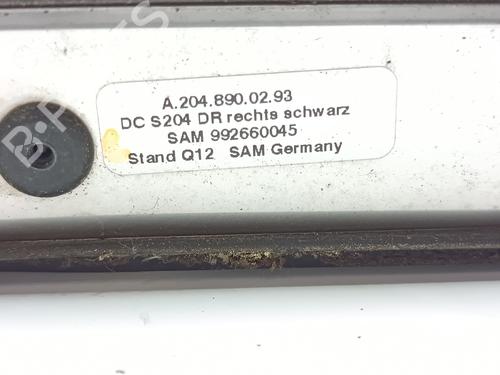 A.204.890.02.93
DC S204 DR rechts schwarz
SAM 992660045
Stand Q12 SAM Germany